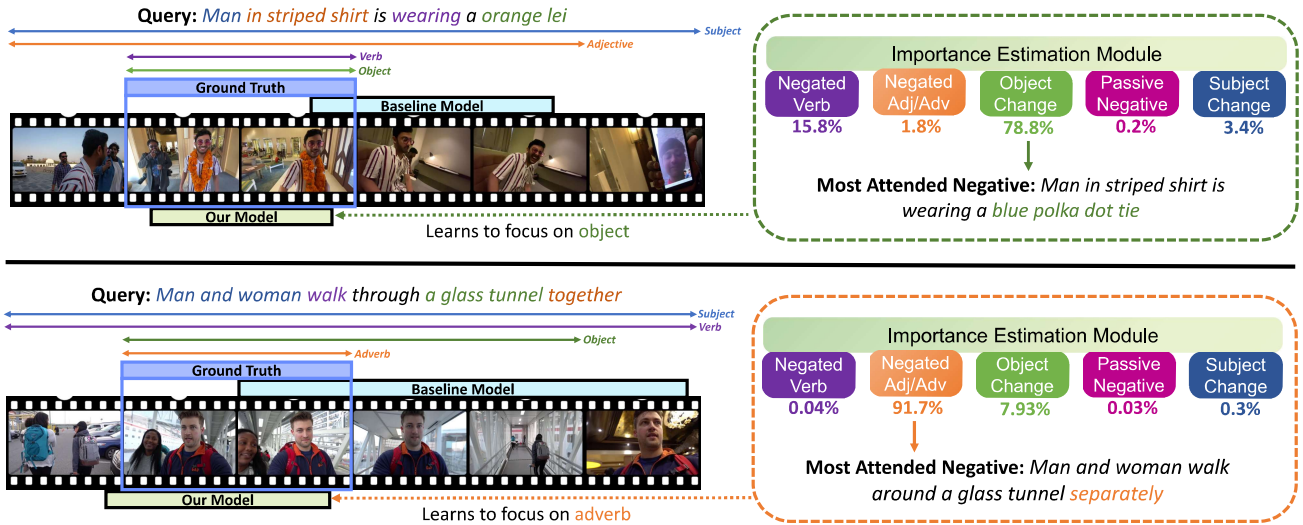 Query: Man in striped shirt is wearing a orange lei
Subject
Adjective
Verb
Object
Ground Truth
Baseline Model
Our Model
Learns to focus on object
Importance Estimation Module
Negated Verb
15.8%
Negated Adj/Adv
1.8%
Object Change
78.8%
Passive Negative
0.2%
Subject Change
3.4%
Most Attended Negative: Man in striped shirt is
wearing a blue polka dot tie
Query: Man and woman walk through a glass tunnel together
Subject
Verb
Object
Adverb
Ground Truth
Baseline Model
Our Model
Learns to focus on adverb
Importance Estimation Module
Negated Verb
0.04%
Negated Adj/Adv
91.7%
Object Change
7.93%
Passive Negative
0.03%
Subject Change
0.3%
Most Attended Negative: Man and woman walk
around a glass tunnel separately